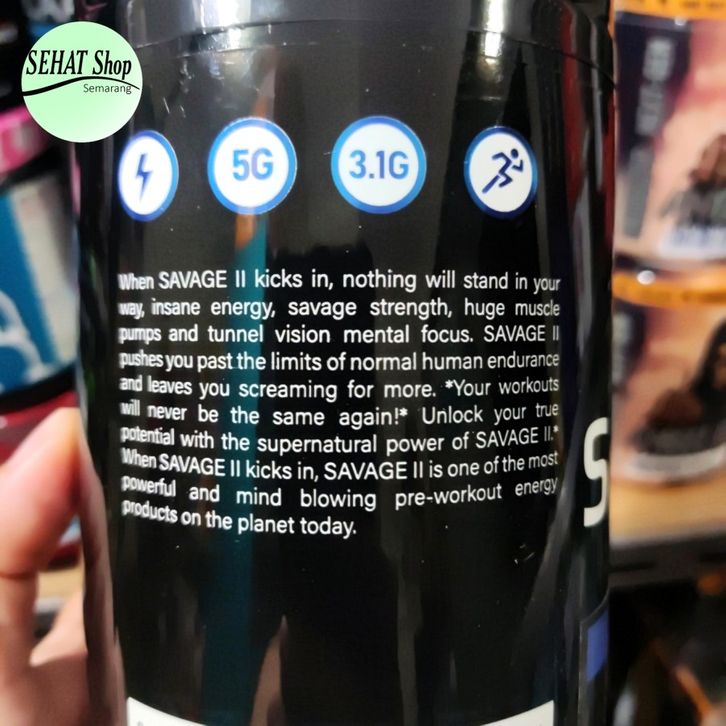 SEHAT Shop
Semarang
5G
3.1G
When SAVAGE II kicks in, nothing will stand in your
way, insane energy, savage strength, huge muscle
pumps and tunnel vision mental focus. SAVAGE II
pushes you past the limits of normal human endurance
and leaves you screaming for more. *Your workouts
will never be the same again!* Unlock your true
potential with the supernatural power of SAVAGE II.*
When SAVAGE II kicks in, SAVAGE II is one of the most
powerful and mind blowing pre-workout energy
products on the planet today.
S